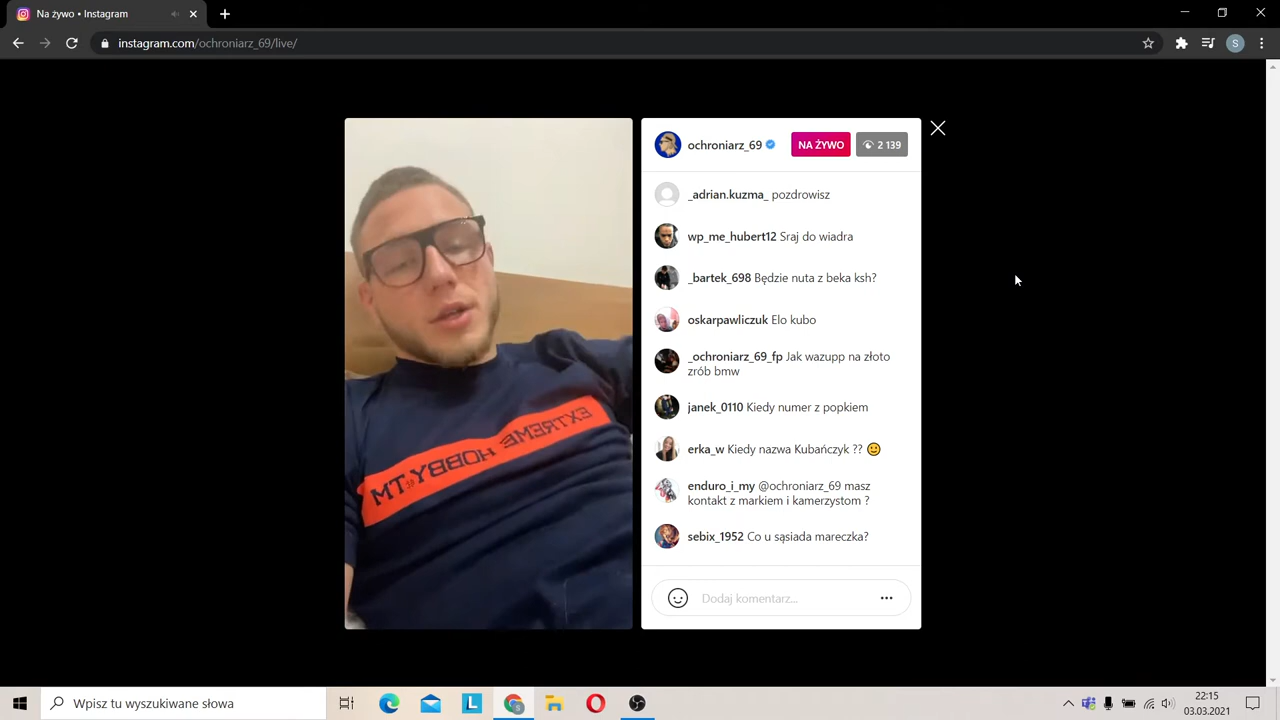 Na żywo • Instagram
instagram.com/ochroniarz_69/live/
S
ochroniarz_69
NA ŻYWO
2 139
_adrian.kuzma_ pozdrowisz
wp_me_hubert12 Sraj do wiadra
_bartek_698 Będzie nuta z beka ksh?
oskarpawliczuk Elo kubo
_ochroniarz_69_fp Jak wazupp na złoto
zrób bmw
janek_0110 Kiedy numer z popkiem
erka_w Kiedy nazwa Kubańczyk ?? 🙂
enduro_i_my @ochroniarz_69 masz
kontakt z markiem i kamerzystom ?
sebix_1952 Co u sąsiada mareczka?
Dodaj komentarz...
EXTREME HOBBY TM
Wpisz tu wyszukiwane słowa
L
22:15
03.03.2021